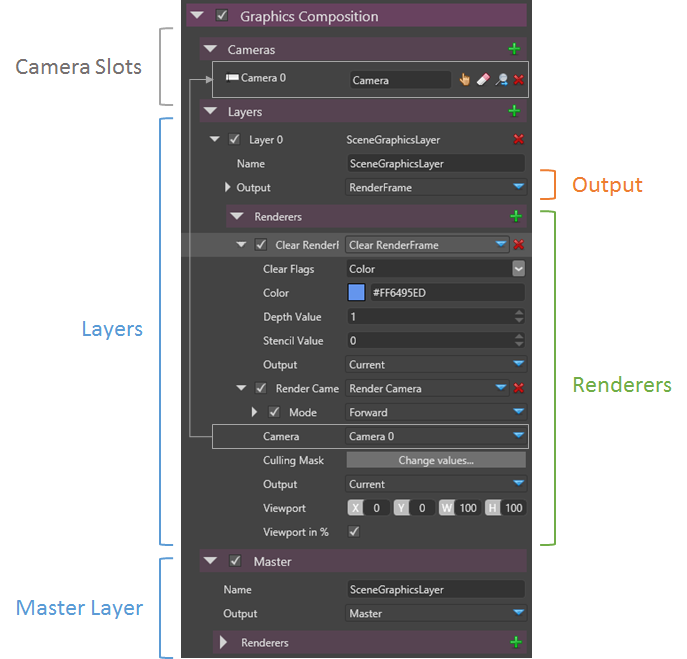 Graphics Composition
Camera Slots
Cameras
Camera 0 Camera
Layers
Layer 0 SceneGraphicsLayer
Name SceneGraphicsLayer
Output RenderFrame
Output
Renderers
Clear RenderF Clear RenderFrame
Clear Flags Color
Color #FF6495ED
Depth Value 1
Layers
Stencil Value 0
Output Current
Renderers
Render Came Render Camera
Mode Forward
Camera Camera 0
Culling Mask Change values...
Output Current
Viewport X 0 Y 0 W 100 H 100
Viewport in %
Master
Name SceneGraphicsLayer
Master Layer
Output Master
Renderers